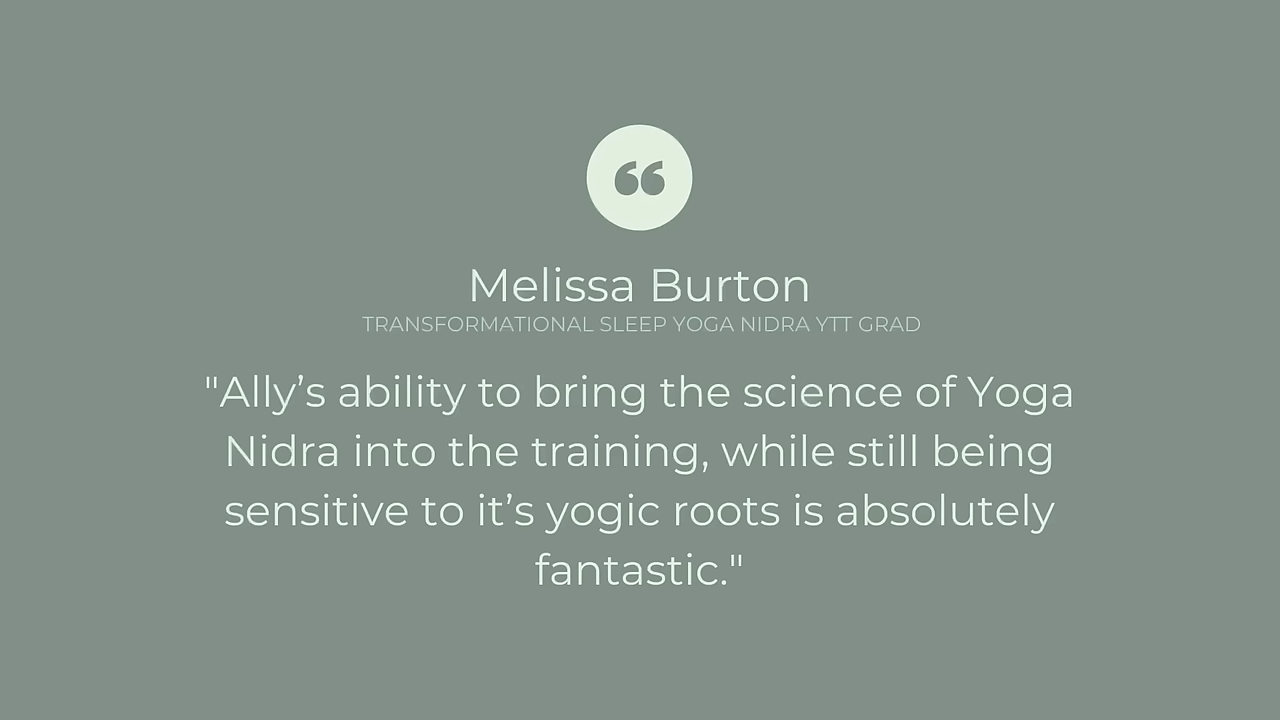 ❝
Melissa Burton
TRANSFORMATIONAL SLEEP YOGA NIDRA YTT GRAD
"Ally’s ability to bring the science of Yoga
Nidra into the training, while still being
sensitive to it’s yogic roots is absolutely
fantastic."